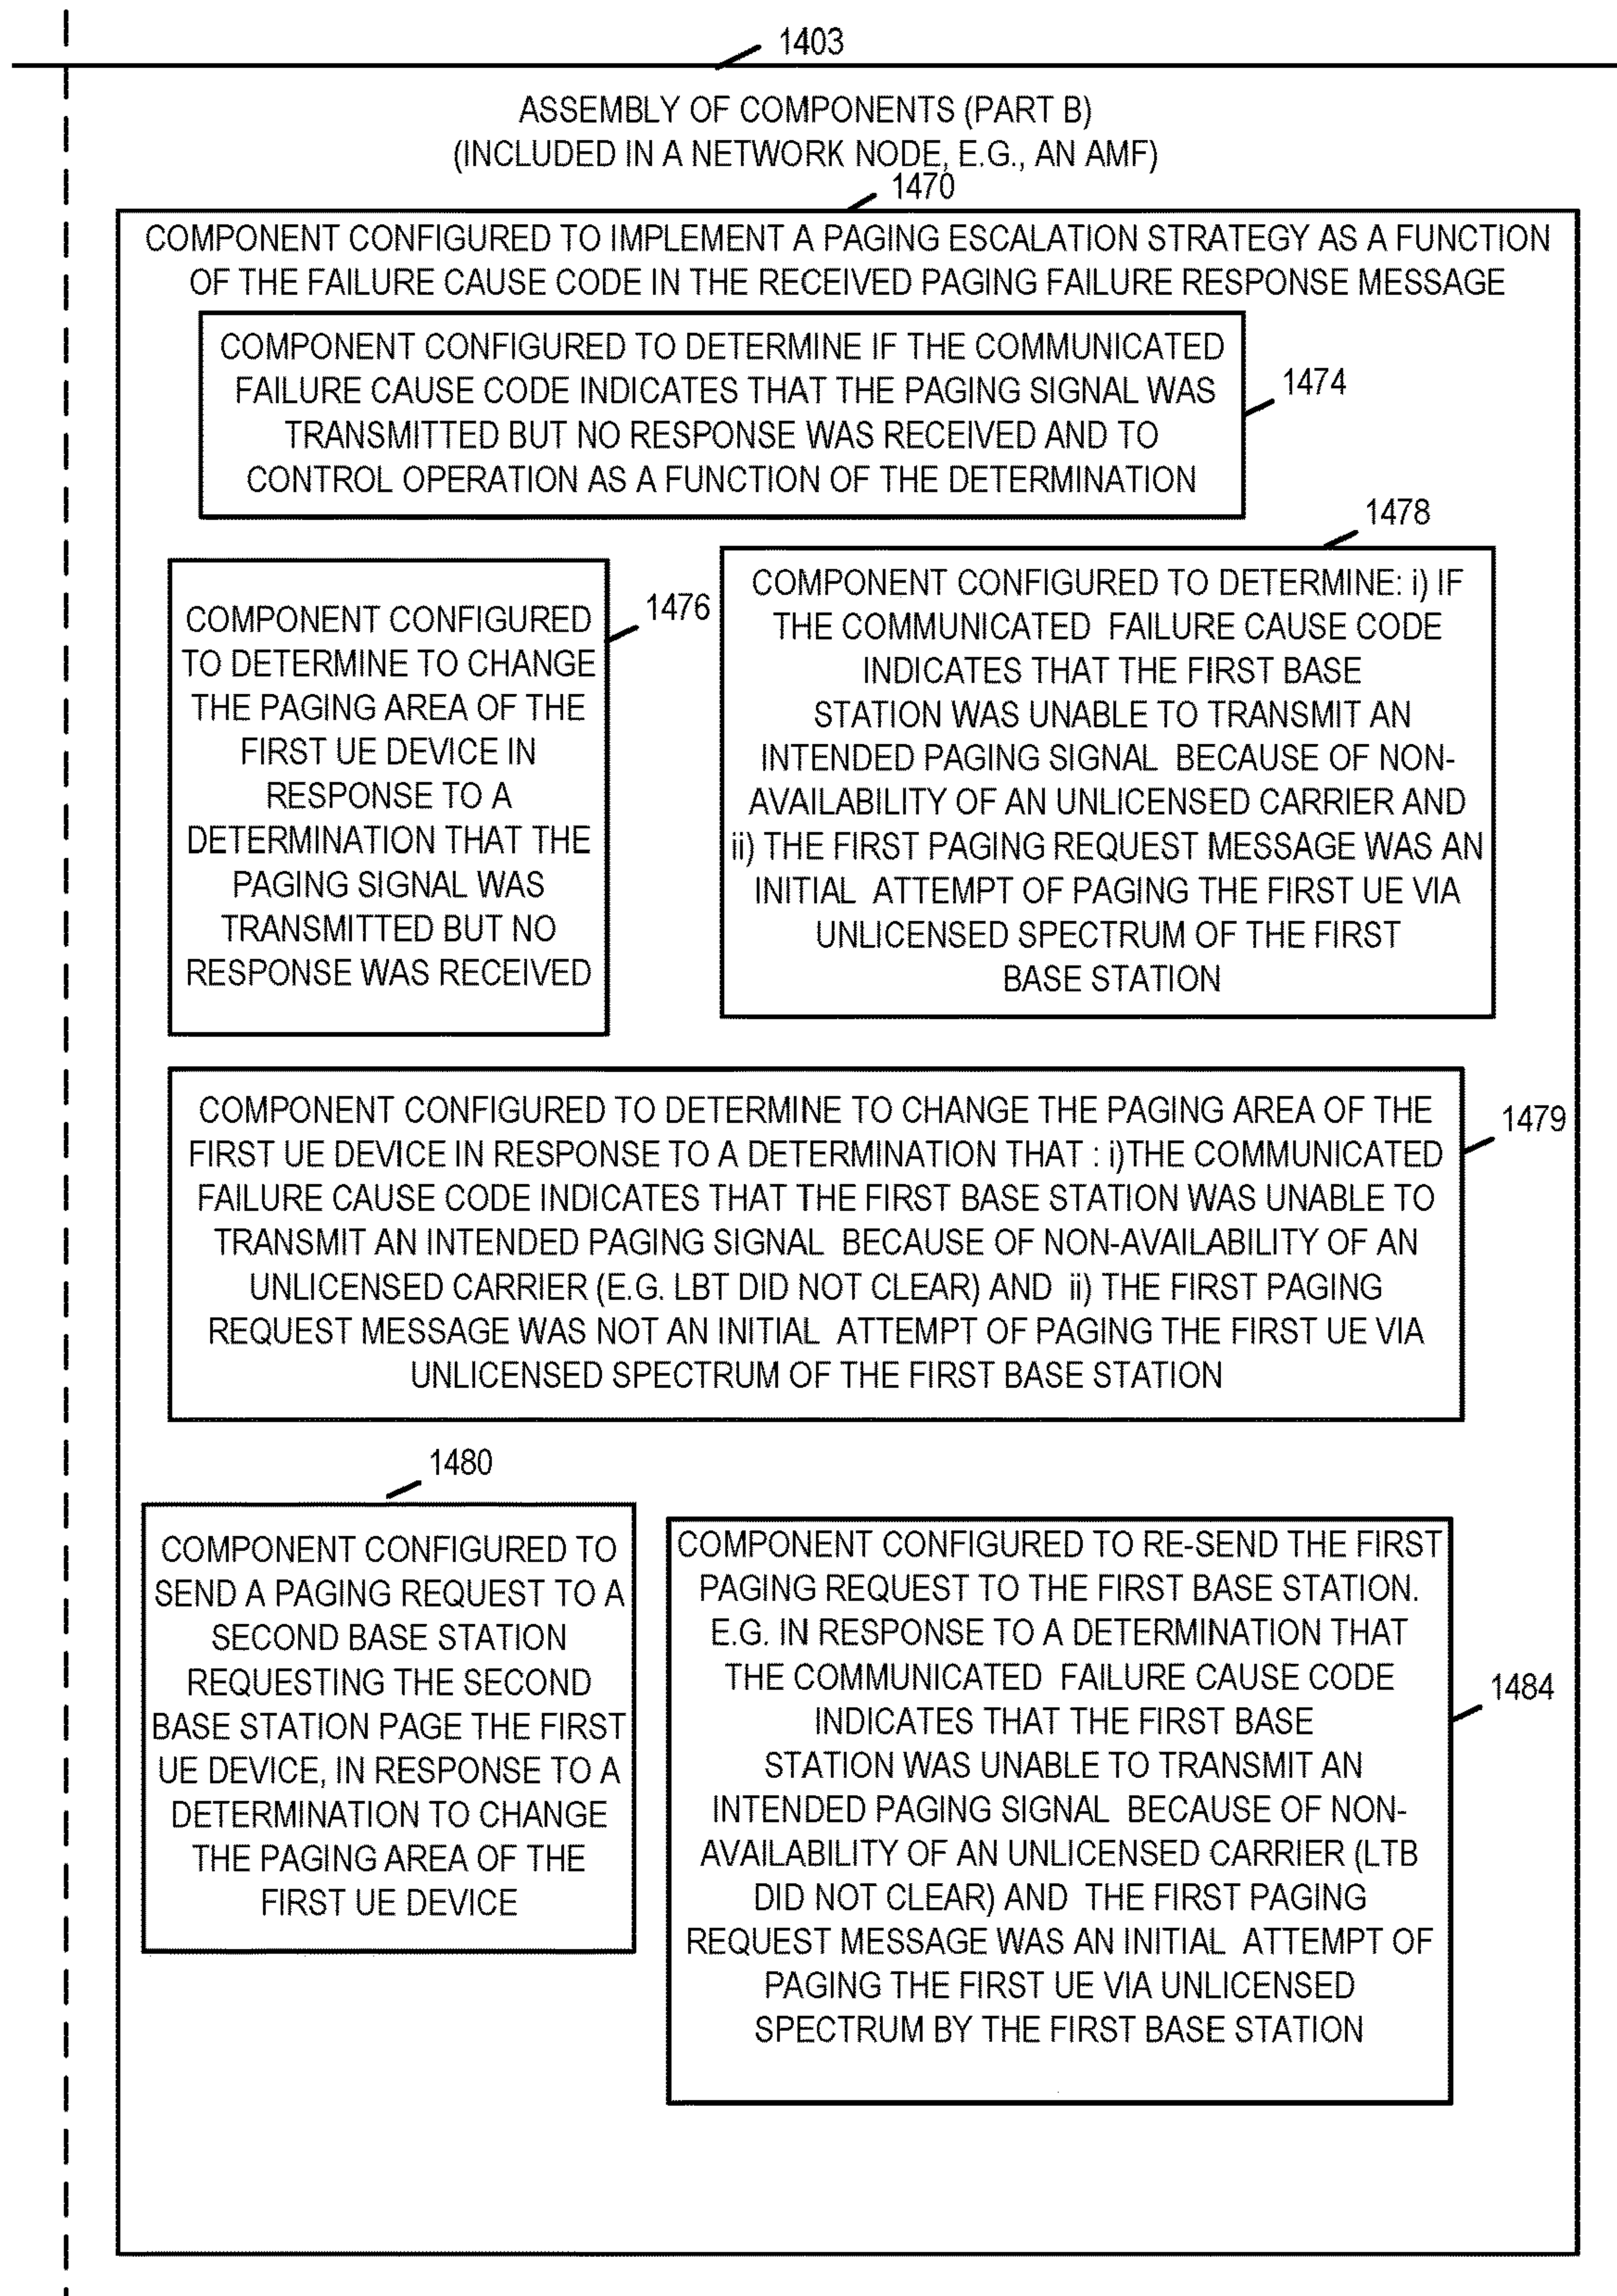 1403
ASSEMBLY OF COMPONENTS (PART B)
(INCLUDED IN A NETWORK NODE, E.G., AN AMF)
1470
COMPONENT CONFIGURED TO IMPLEMENT A PAGING ESCALATION STRATEGY AS A FUNCTION
OF THE FAILURE CAUSE CODE IN THE RECEIVED PAGING FAILURE RESPONSE MESSAGE
COMPONENT CONFIGURED TO DETERMINE IF THE COMMUNICATED
FAILURE CAUSE CODE INDICATES THAT THE PAGING SIGNAL WAS
TRANSMITTED BUT NO RESPONSE WAS RECEIVED AND TO
CONTROL OPERATION AS A FUNCTION OF THE DETERMINATION
1474
COMPONENT CONFIGURED
TO DETERMINE TO CHANGE
THE PAGING AREA OF THE
FIRST UE DEVICE IN
RESPONSE TO A
DETERMINATION THAT THE
PAGING SIGNAL WAS
TRANSMITTED BUT NO
RESPONSE WAS RECEIVED
1476
1478
COMPONENT CONFIGURED TO DETERMINE: i) IF
THE COMMUNICATED FAILURE CAUSE CODE
INDICATES THAT THE FIRST BASE
STATION WAS UNABLE TO TRANSMIT AN
INTENDED PAGING SIGNAL BECAUSE OF NON-
AVAILABILITY OF AN UNLICENSED CARRIER AND
ii) THE FIRST PAGING REQUEST MESSAGE WAS AN
INITIAL ATTEMPT OF PAGING THE FIRST UE VIA
UNLICENSED SPECTRUM OF THE FIRST
BASE STATION
COMPONENT CONFIGURED TO DETERMINE TO CHANGE THE PAGING AREA OF THE
FIRST UE DEVICE IN RESPONSE TO A DETERMINATION THAT : i)THE COMMUNICATED
FAILURE CAUSE CODE INDICATES THAT THE FIRST BASE STATION WAS UNABLE TO
TRANSMIT AN INTENDED PAGING SIGNAL BECAUSE OF NON-AVAILABILITY OF AN
UNLICENSED CARRIER (E.G. LBT DID NOT CLEAR) AND ii) THE FIRST PAGING
REQUEST MESSAGE WAS NOT AN INITIAL ATTEMPT OF PAGING THE FIRST UE VIA
UNLICENSED SPECTRUM OF THE FIRST BASE STATION
1479
1480
COMPONENT CONFIGURED TO
SEND A PAGING REQUEST TO A
SECOND BASE STATION
REQUESTING THE SECOND
BASE STATION PAGE THE FIRST
UE DEVICE, IN RESPONSE TO A
DETERMINATION TO CHANGE
THE PAGING AREA OF THE
FIRST UE DEVICE
COMPONENT CONFIGURED TO RE-SEND THE FIRST
PAGING REQUEST TO THE FIRST BASE STATION.
E.G. IN RESPONSE TO A DETERMINATION THAT
THE COMMUNICATED FAILURE CAUSE CODE
INDICATES THAT THE FIRST BASE
STATION WAS UNABLE TO TRANSMIT AN
INTENDED PAGING SIGNAL BECAUSE OF NON-
AVAILABILITY OF AN UNLICENSED CARRIER (LTB
DID NOT CLEAR) AND THE FIRST PAGING
REQUEST MESSAGE WAS AN INITIAL ATTEMPT OF
PAGING THE FIRST UE VIA UNLICENSED
SPECTRUM BY THE FIRST BASE STATION
1484